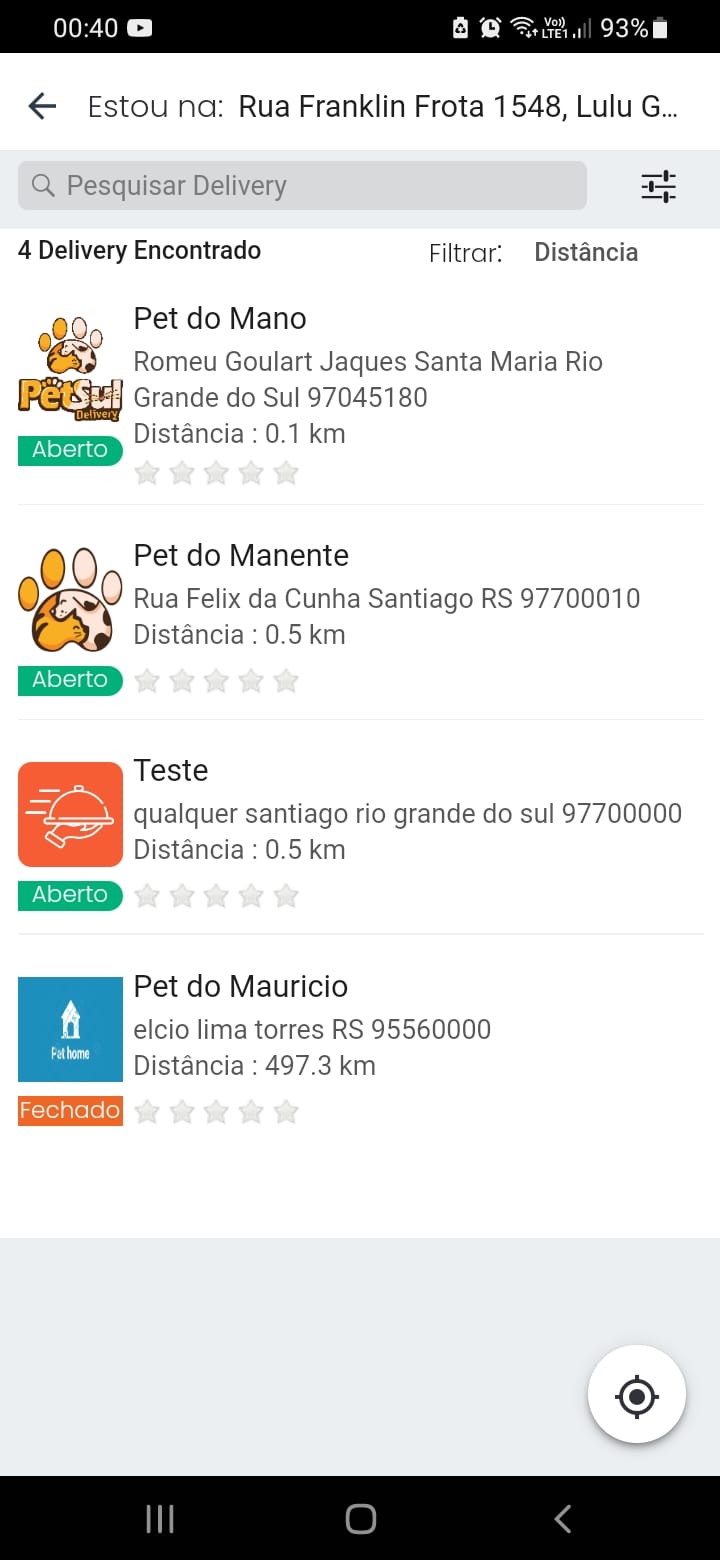 00:40
Vo))
LTE1
93%
Estou na: Rua Franklin Frota 1548, Lulu G...
Pesquisar Delivery
4 Delivery Encontrado
Filtrar: Distância
Pet do Mano
Romeu Goulart Jaques Santa Maria Rio
Grande do Sul 97045180
Distância : 0.1 km
PetSul
Delivery
Aberto
Pet do Manente
Rua Felix da Cunha Santiago RS 97700010
Distância : 0.5 km
Aberto
Teste
qualquer santiago rio grande do sul 97700000
Distância : 0.5 km
Aberto
Pet do Mauricio
elcio lima torres RS 95560000
Distância : 497.3 km
Pet home
Fechado